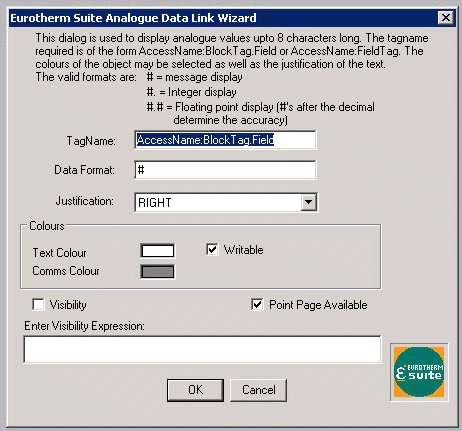 Eurotherm Suite Analogue Data Link Wizard
This dialog is used to display analogue values upto 8 characters long. The tagname
required is of the form AccessName:BlockTag.Field or AccessName:FieldTag. The
colours of the object may be selected as well as the justification of the text.
The valid formats are: # = message display
#. = Integer display
#.# = Floating point display (#'s after the decimal
determine the accuracy)
TagName: AccessName:BlockTag.Field
Data Format: #
Justification: RIGHT
Colours
Text Colour Writable
Comms Colour
Visibility Point Page Available
Enter Visibility Expression:
EUROTHERM
ε suite
OK Cancel